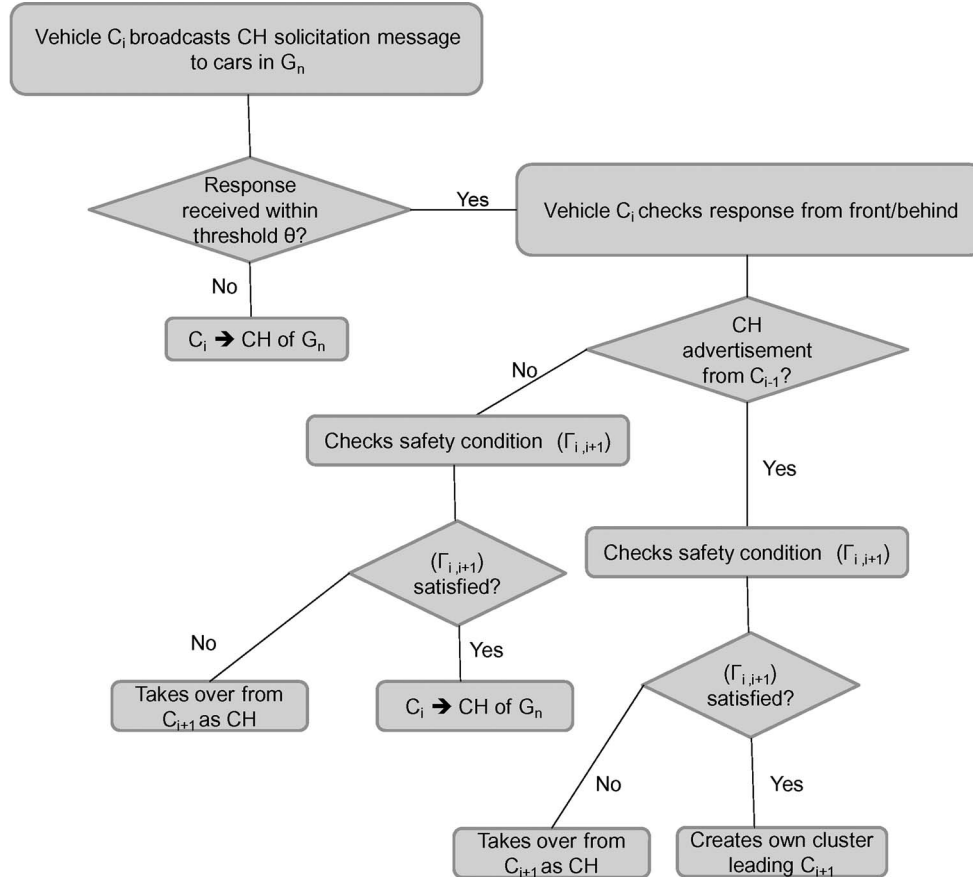 Vehicle Ci broadcasts CH solicitation message
to cars in Gn
Response
received within
threshold θ?
Yes
Vehicle Ci checks response from front/behind
No
Ci ➔ CH of Gn
CH
advertisement
from Ci-1?
No
Checks safety condition (Γi ,i+1)
Yes
(Γi ,i+1)
satisfied?
Checks safety condition (Γi ,i+1)
No
Yes
Takes over from
Ci+1 as CH
Ci ➔ CH of Gn
(Γi ,i+1)
satisfied?
No
Yes
Takes over from
Ci+1 as CH
Creates own cluster
leading Ci+1